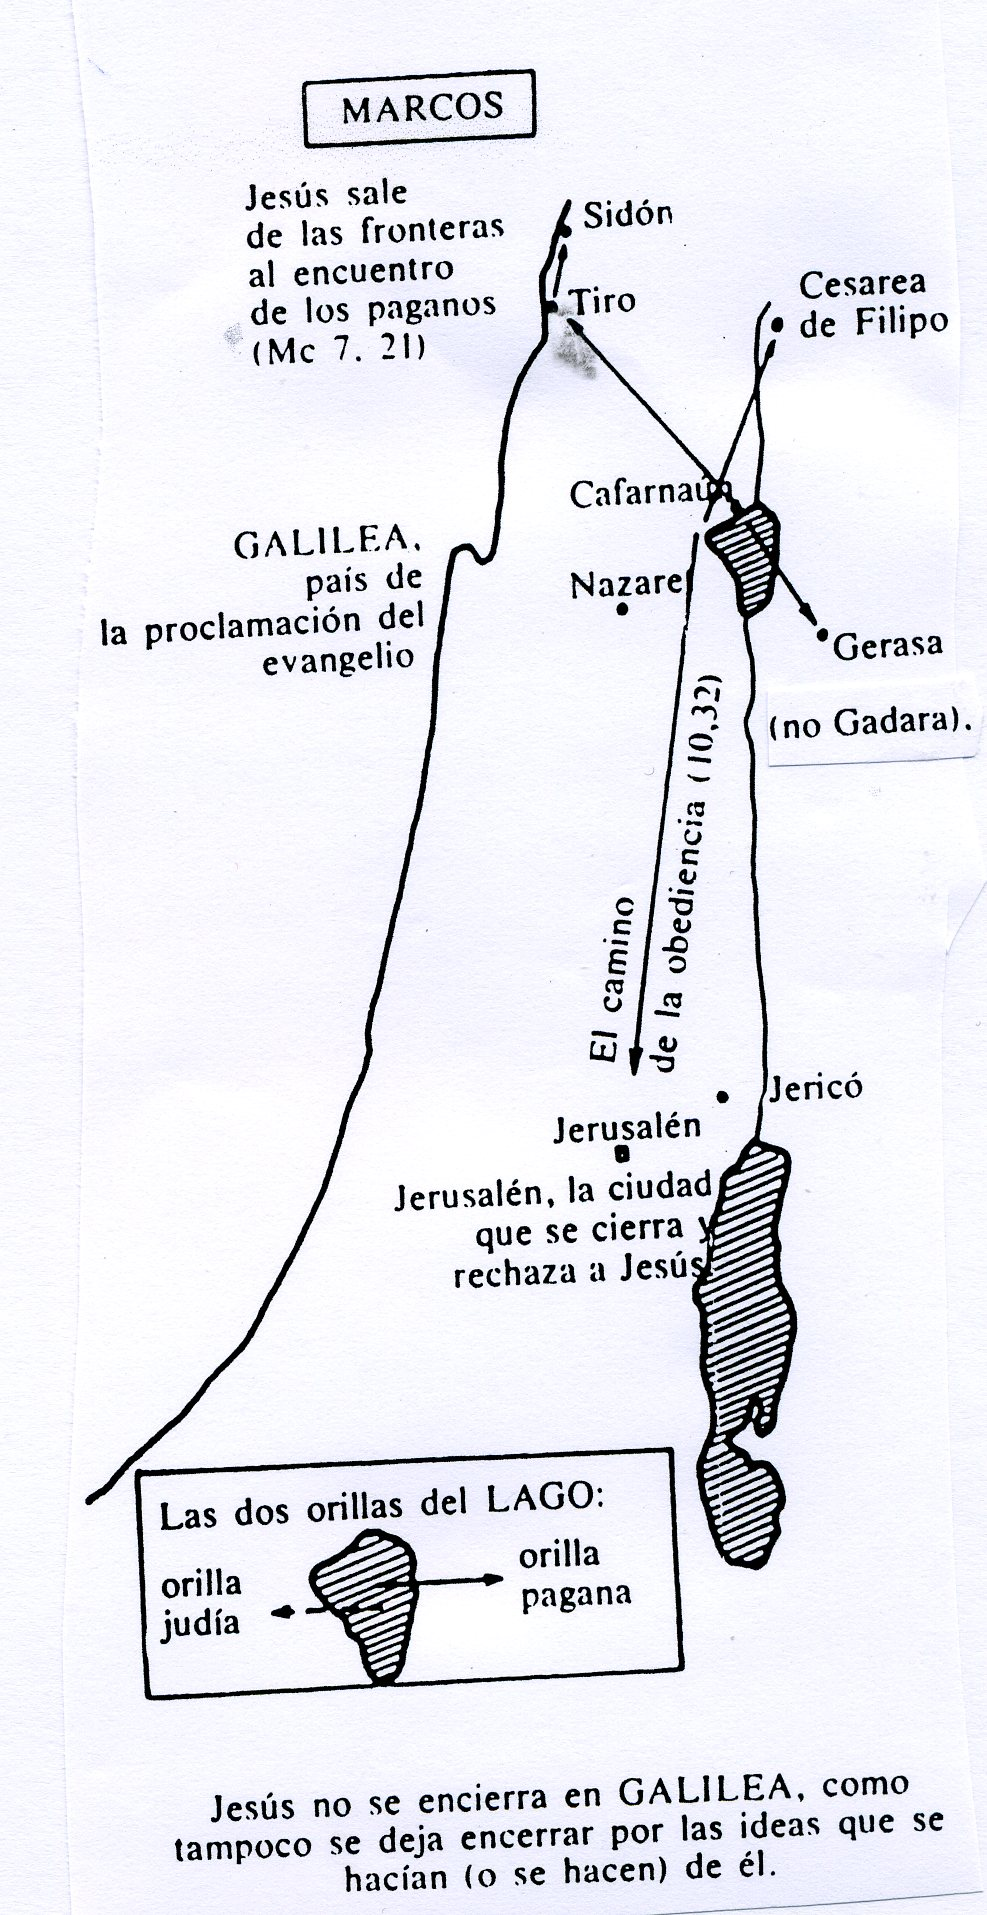 MARCOS
Jesús sale
de las fronteras
al encuentro
de los paganos
(Mc 7. 21)
Sidón
Tiro
Cesarea
de Filipo
Cafarnaún
GALILEA,
país de
la proclamación del
evangelio
Nazare
Gerasa
(no Gadara).
El camino
de la obediencia (10,32)
Jericó
Jerusalén
Jerusalén, la ciudad
que se cierra y
rechaza a Jesús.
Las dos orillas del LAGO:
orilla
judía
orilla
pagana
Jesús no se encierra en GALILEA, como
tampoco se deja encerrar por las ideas que se
hacían (o se hacen) de él.